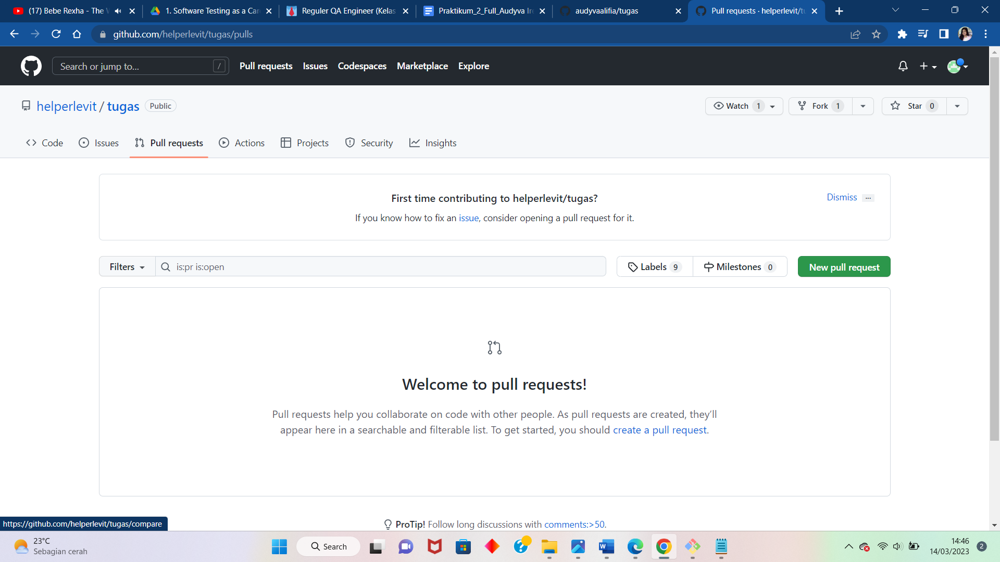 (17) Bebe Rexha - The
1. Software Testing as a Car
Reguler QA Engineer (Kelas
Praktikum_2_Full_Audyva Ire
audyvaalifia/tugas
Pull requests · helperlevit/tu
github.com/helperlevit/tugas/pulls
Search or jump to...
/
Pull requests
Issues
Codespaces
Marketplace
Explore
helperlevit / tugas
Public
Watch 1
Fork 1
Star 0
Code
Issues
Pull requests
Actions
Projects
Security
Insights
First time contributing to helperlevit/tugas?
Dismiss
...
If you know how to fix an issue, consider opening a pull request for it.
Filters
is:pr is:open
Labels 9
Milestones 0
New pull request
Welcome to pull requests!
Pull requests help you collaborate on code with other people. As pull requests are created, they’ll
appear here in a searchable and filterable list. To get started, you should create a pull request.
ProTip! Follow long discussions with comments:>50.
https://github.com/helperlevit/tugas/compare
23°C
Sebagian cerah
Search
14:46
14/03/2023
2